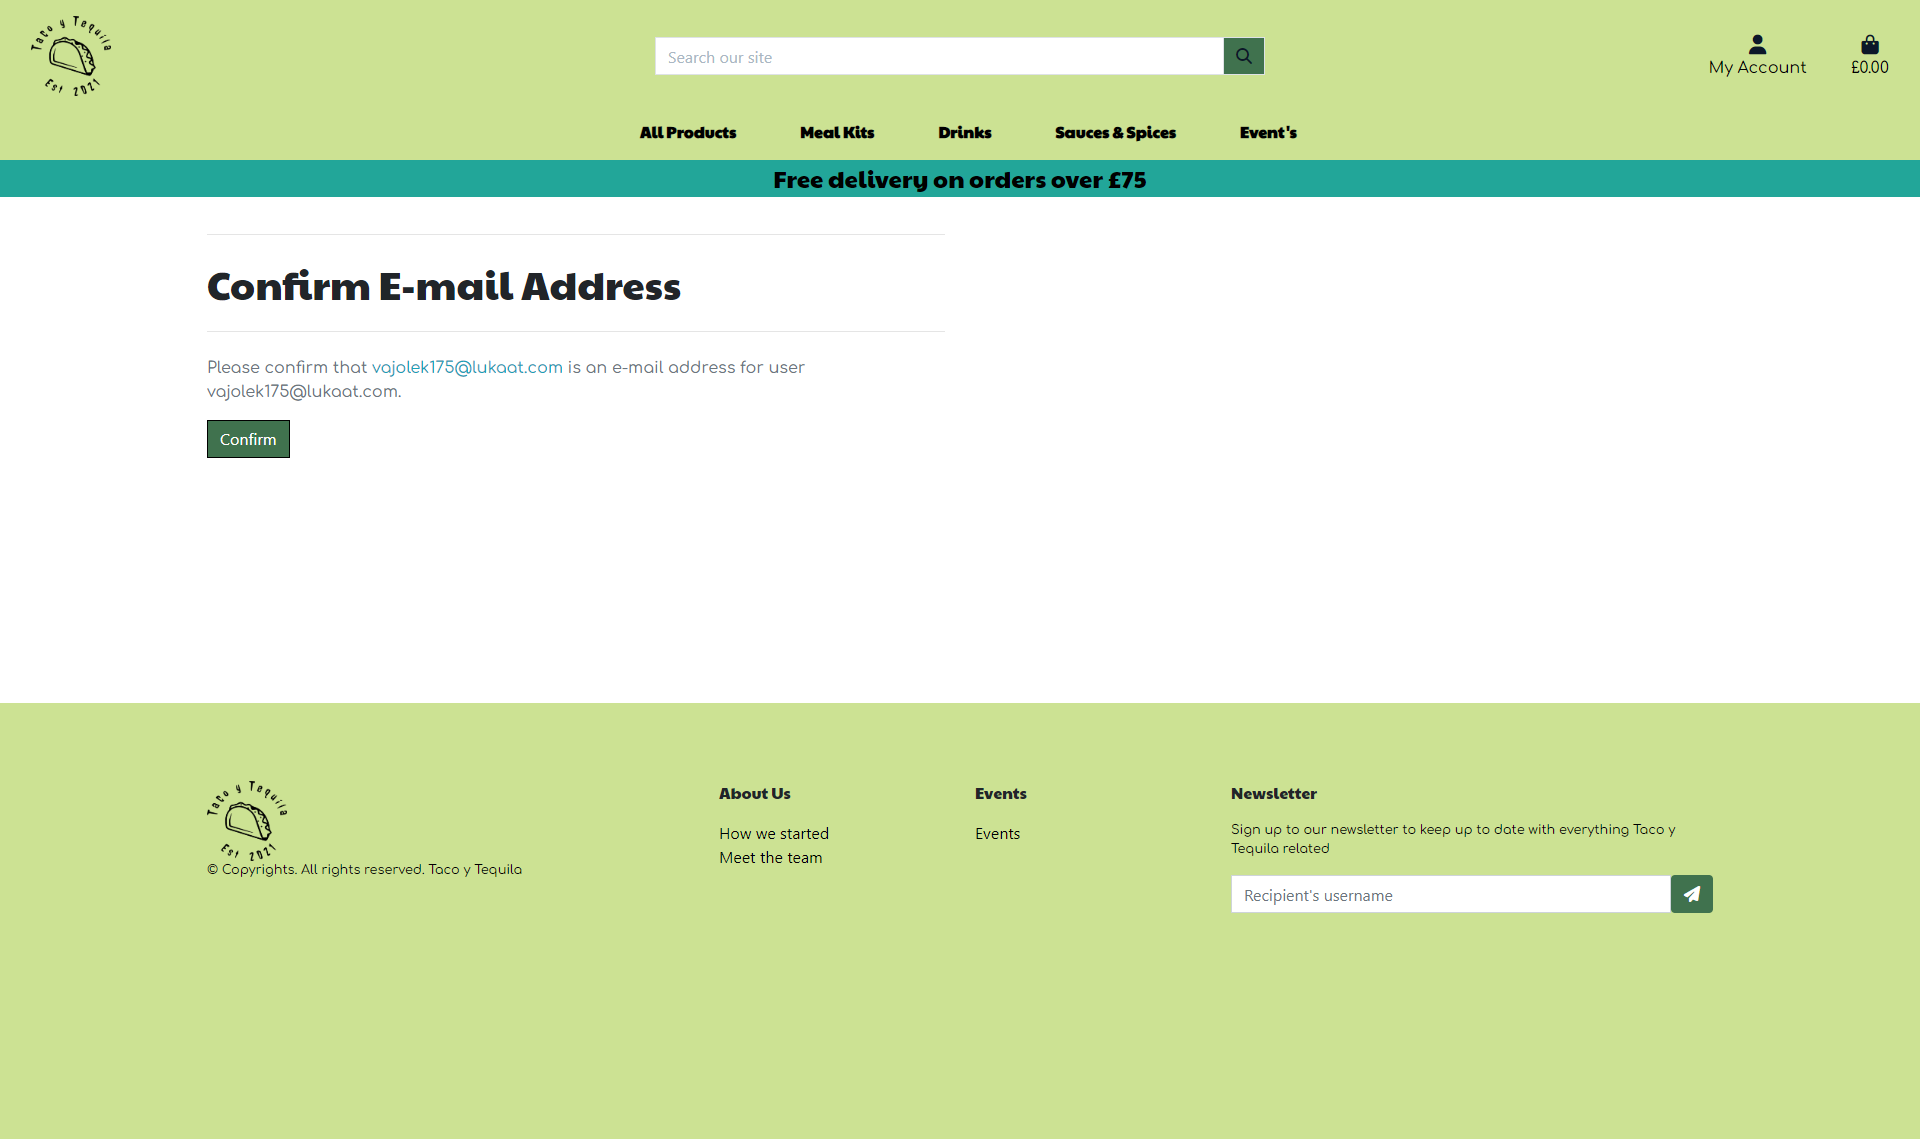 Taco y Tequila
Est 2021
Search our site
My Account
£0.00
All Products
Meal Kits
Drinks
Sauces & Spices
Event's
Free delivery on orders over £75
Confirm E-mail Address
Please confirm that vajolek175@lukaat.com is an e-mail address for user
vajolek175@lukaat.com.
Confirm
Taco y Tequila
Est 2021
© Copyrights. All rights reserved. Taco y Tequila
About Us
How we started
Meet the team
Events
Events
Newsletter
Sign up to our newsletter to keep up to date with everything Taco y
Tequila related
Recipient's username